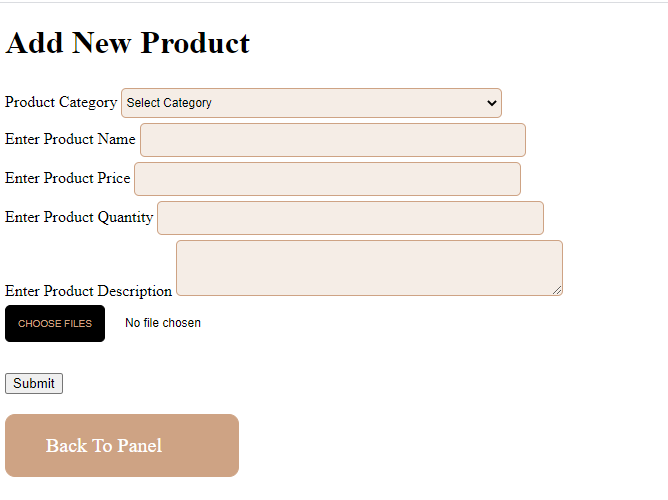 Add New Product
Product Category Select Category
Enter Product Name
Enter Product Price
Enter Product Quantity
Enter Product Description
CHOOSE FILES No file chosen
Submit
Back To Panel